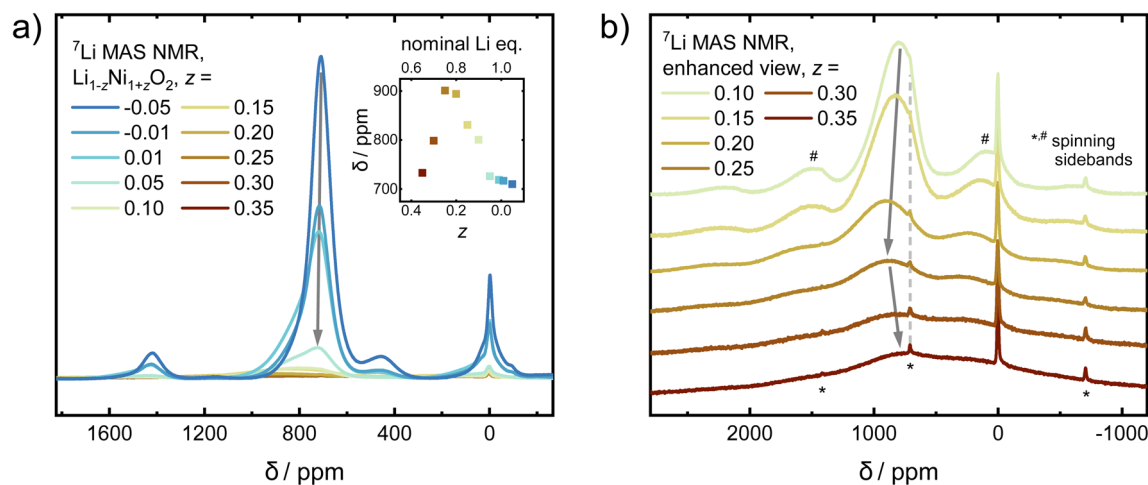 a)
⁷Li MAS NMR,
Li₁₋zNi₁₊zO₂, z =
-0.05 0.15
-0.01 0.20
0.01 0.25
0.05 0.30
0.10 0.35
nominal Li eq.
0.6 0.8 1.0
900
800
700
δ / ppm
0.4 0.2 0.0
z
1600 1200 800 400 0
δ / ppm
b)
⁷Li MAS NMR,
enhanced view, z =
0.10 0.30
0.15 0.35
0.20
0.25
# #
*,# spinning
sidebands
* * *
2000 1000 0 -1000
δ / ppm